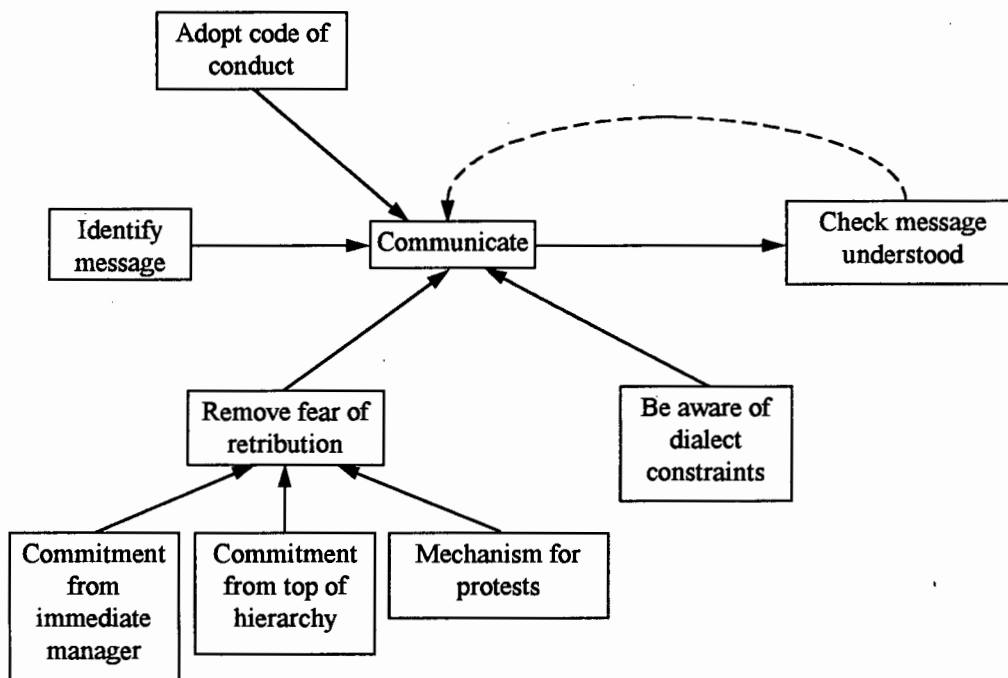 Adopt code of
conduct
Identify
message
Communicate
Check message
understood
Remove fear of
retribution
Be aware of
dialect
constraints
Commitment
from
immediate
manager
Commitment
from top of
hierarchy
Mechanism for
protests